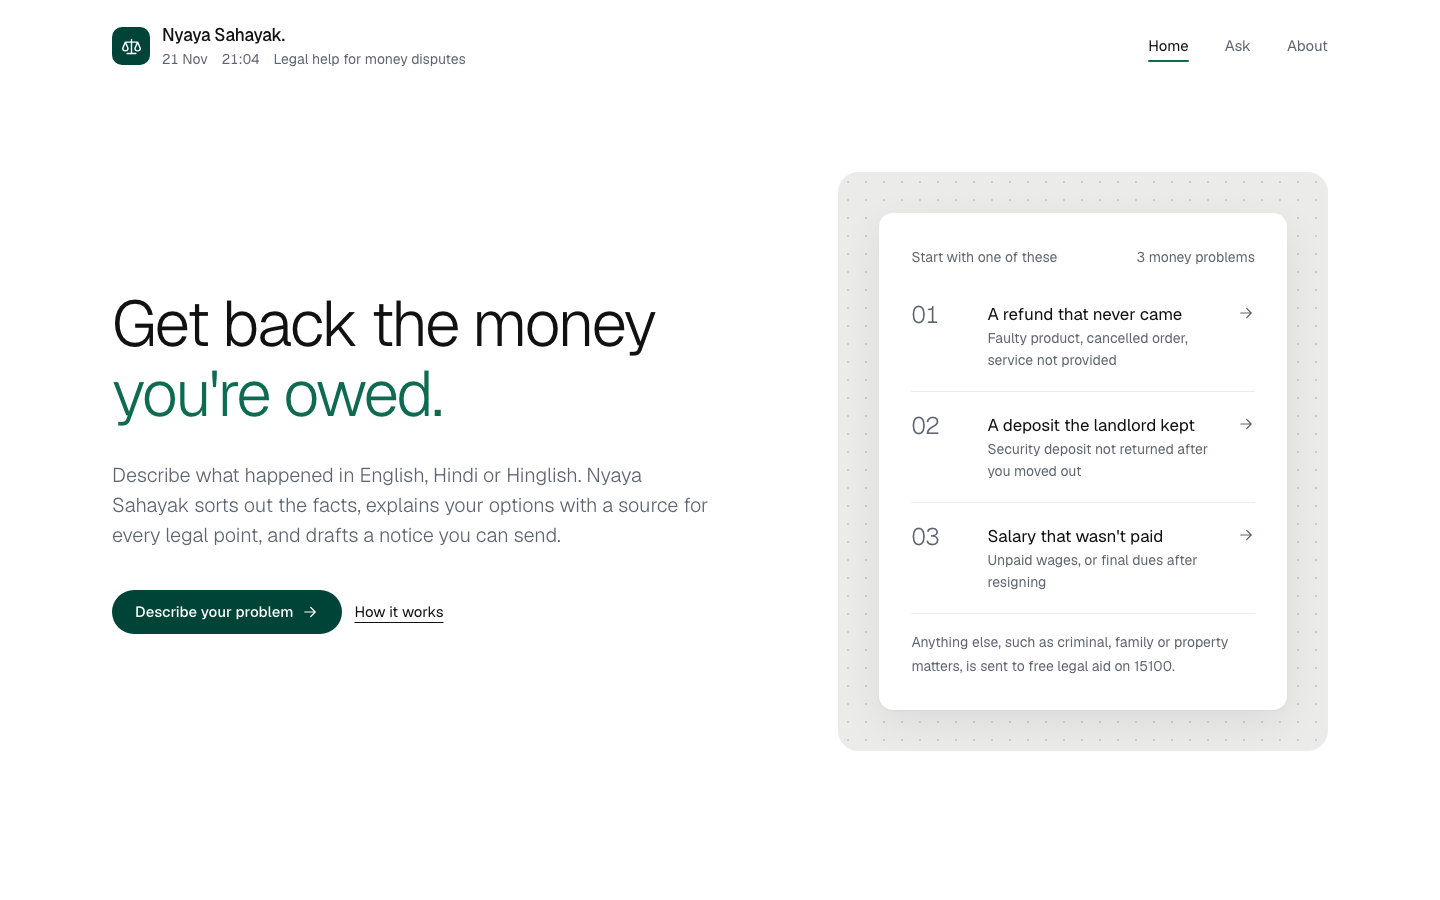 Nyaya Sahayak.
21 Nov 21:04 Legal help for money disputes
Home Ask About
Get back the money
you're owed.
Describe what happened in English, Hindi or Hinglish. Nyaya
Sahayak sorts out the facts, explains your options with a source for
every legal point, and drafts a notice you can send.
Describe your problem →
How it works
Start with one of these
3 money problems
01
A refund that never came →
Faulty product, cancelled order,
service not provided
02
A deposit the landlord kept →
Security deposit not returned after
you moved out
03
Salary that wasn't paid →
Unpaid wages, or final dues after
resigning
Anything else, such as criminal, family or property
matters, is sent to free legal aid on 15100.